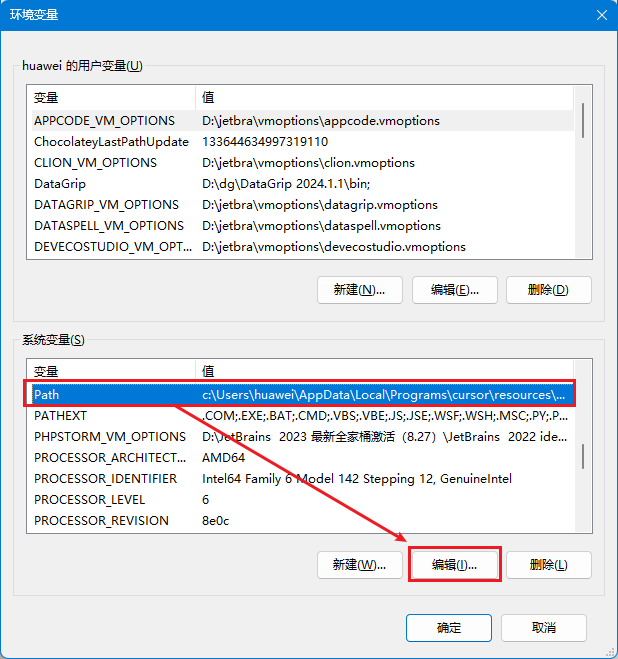 环境变量
huawei 的用户变量(U)
变量 值
APPCODE_VM_OPTIONS D:\jetbra\vmoptions\appcode.vmoptions
ChocolateyLastPathUpdate 133644634997319110
CLION_VM_OPTIONS D:\jetbra\vmoptions\clion.vmoptions
DataGrip D:\dg\DataGrip 2024.1.1\bin;
DATAGRIP_VM_OPTIONS D:\jetbra\vmoptions\datagrip.vmoptions
DATASPELL_VM_OPTIONS D:\jetbra\vmoptions\dataspell.vmoptions
DEVECOSTUDIO_VM_OPT... D:\jetbra\vmoptions\devecostudio.vmoptions
新建(N)... 编辑(E)... 删除(D)
系统变量(S)
变量 值
Path c:\Users\huawei\AppData\Local\Programs\cursor\resources\...
PATHEXT .COM;.EXE;.BAT;.CMD;.VBS;.VBE;.JS;.JSE;.WSF;.WSH;.MSC;.PY;.P...
PHPSTORM_VM_OPTIONS D:\JetBrains 2023 最新全家桶激活（8.27）\JetBrains 2022 ide...
PROCESSOR_ARCHITECT... AMD64
PROCESSOR_IDENTIFIER Intel64 Family 6 Model 142 Stepping 12, GenuineIntel
PROCESSOR_LEVEL 6
PROCESSOR_REVISION 8e0c
新建(W)... 编辑(I)... 删除(L)
确定 取消